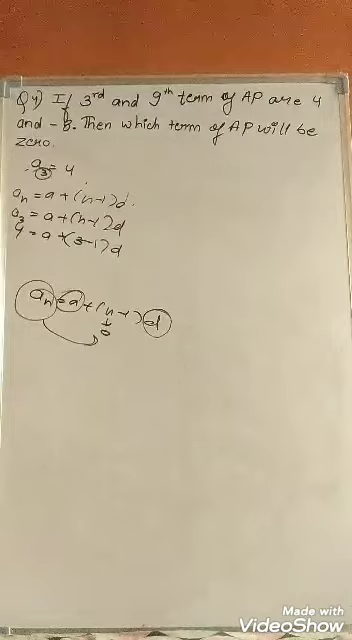 Q4) If 3rd and 9th term of AP are 4
and -8. Then which term of AP will be
zero.
a3 = 4
an = a + (n-1)d.
a3 = a + (n-1)d
4 = a + (3-1)d
an = a + (n-1)d
Made with
VideoShow